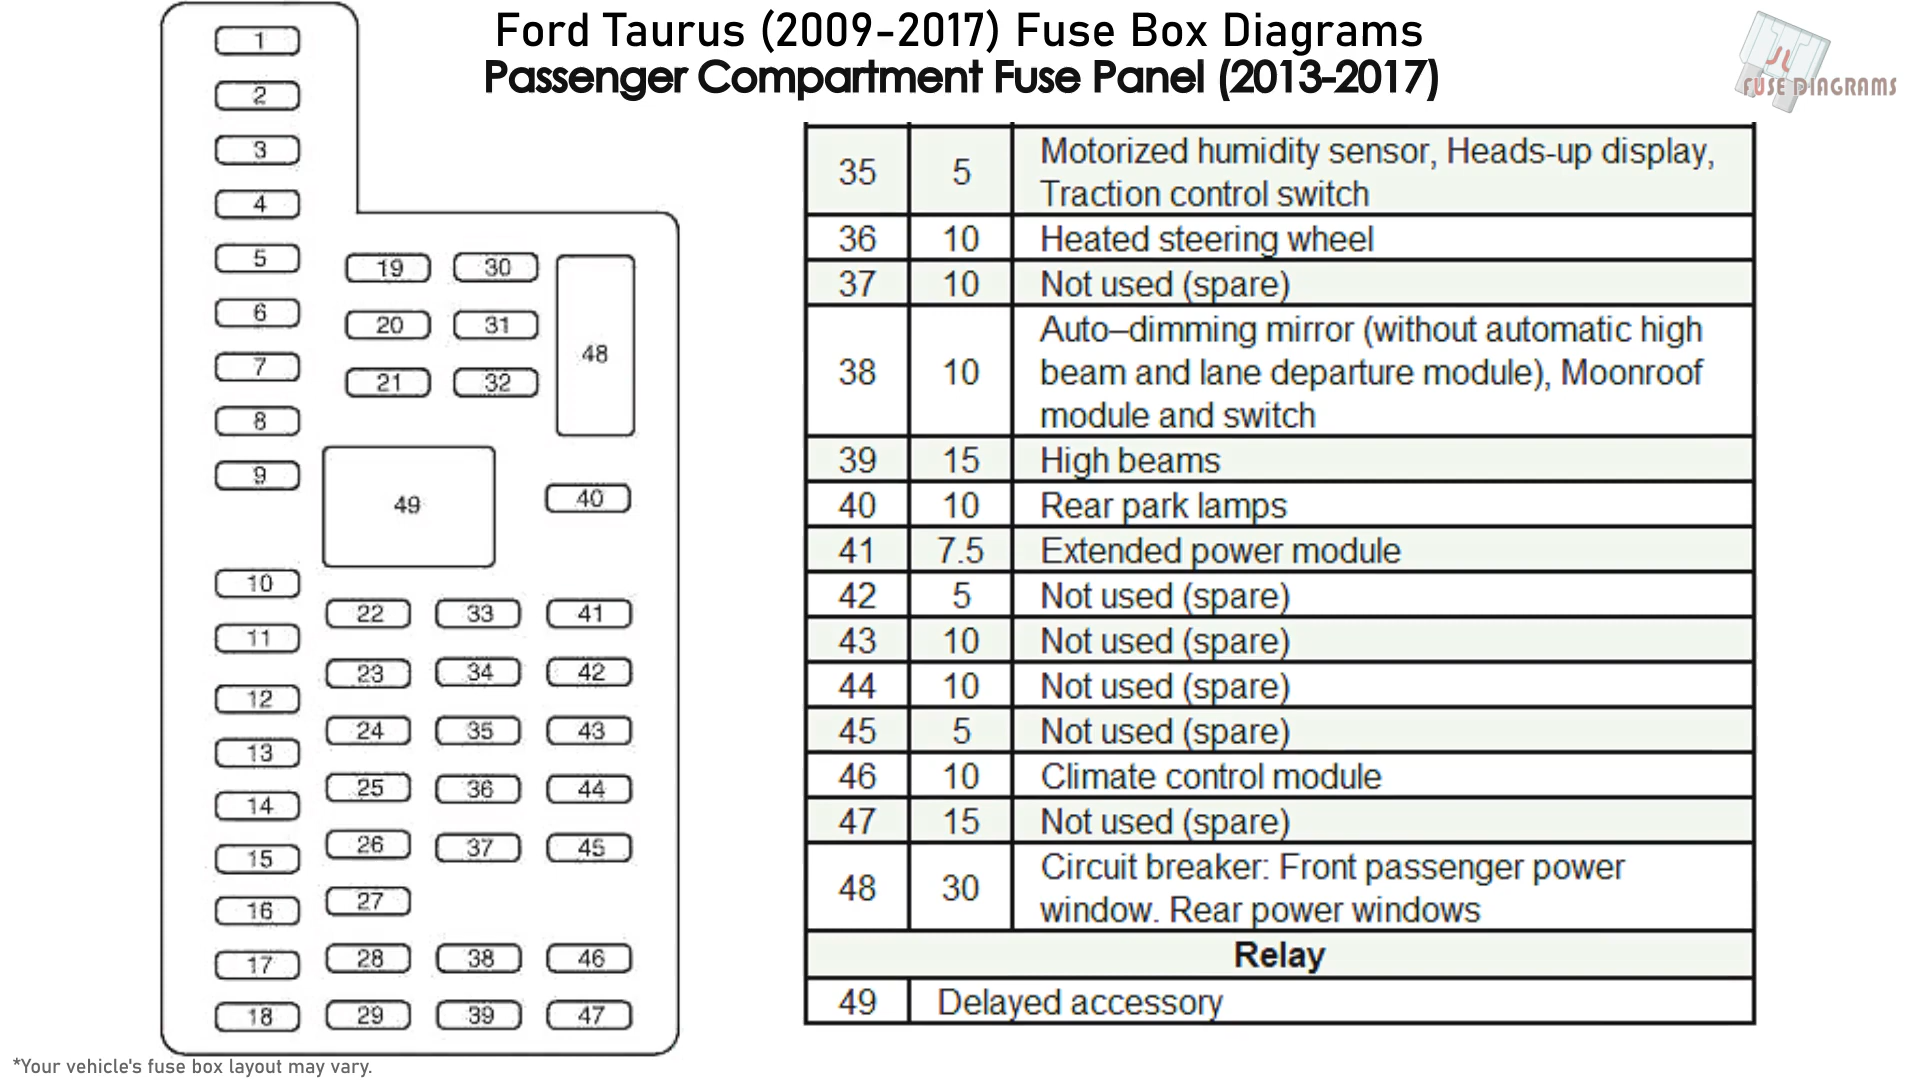 Ford Taurus (2009-2017) Fuse Box Diagrams
Passenger Compartment Fuse Panel (2013-2017)
JL
FUSE DIAGRAMS
1
2
3
4
5
6
7
8
9
10
11
12
13
14
15
16
17
18
19 30
20 31
21 32
48
49
40
22 33 41
23 34 42
24 35 43
25 36 44
26 37 45
27
28 38 46
29 39 47
35 5 Motorized humidity sensor, Heads-up display,
Traction control switch
36 10 Heated steering wheel
37 10 Not used (spare)
38 10 Auto–dimming mirror (without automatic high
beam and lane departure module), Moonroof
module and switch
39 15 High beams
40 10 Rear park lamps
41 7.5 Extended power module
42 5 Not used (spare)
43 10 Not used (spare)
44 10 Not used (spare)
45 5 Not used (spare)
46 10 Climate control module
47 15 Not used (spare)
48 30 Circuit breaker: Front passenger power
window. Rear power windows
Relay
49 Delayed accessory
*Your vehicle's fuse box layout may vary.